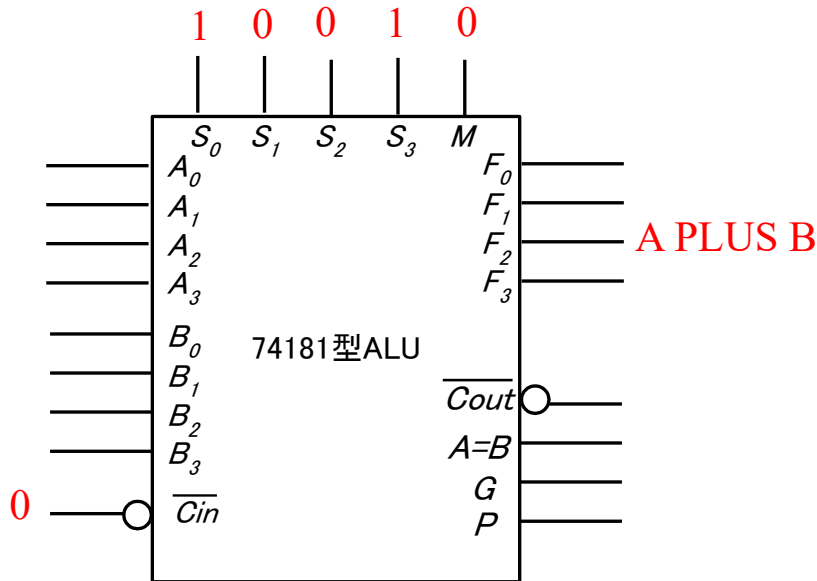 1 0 0 1 0
S0 S1 S2 S3 M
A0
A1
A2
A3
B0
B1
B2
B3
0
Cin
74181型ALU
F0
F1
F2
F3
A PLUS B
Cout
A=B
G
P